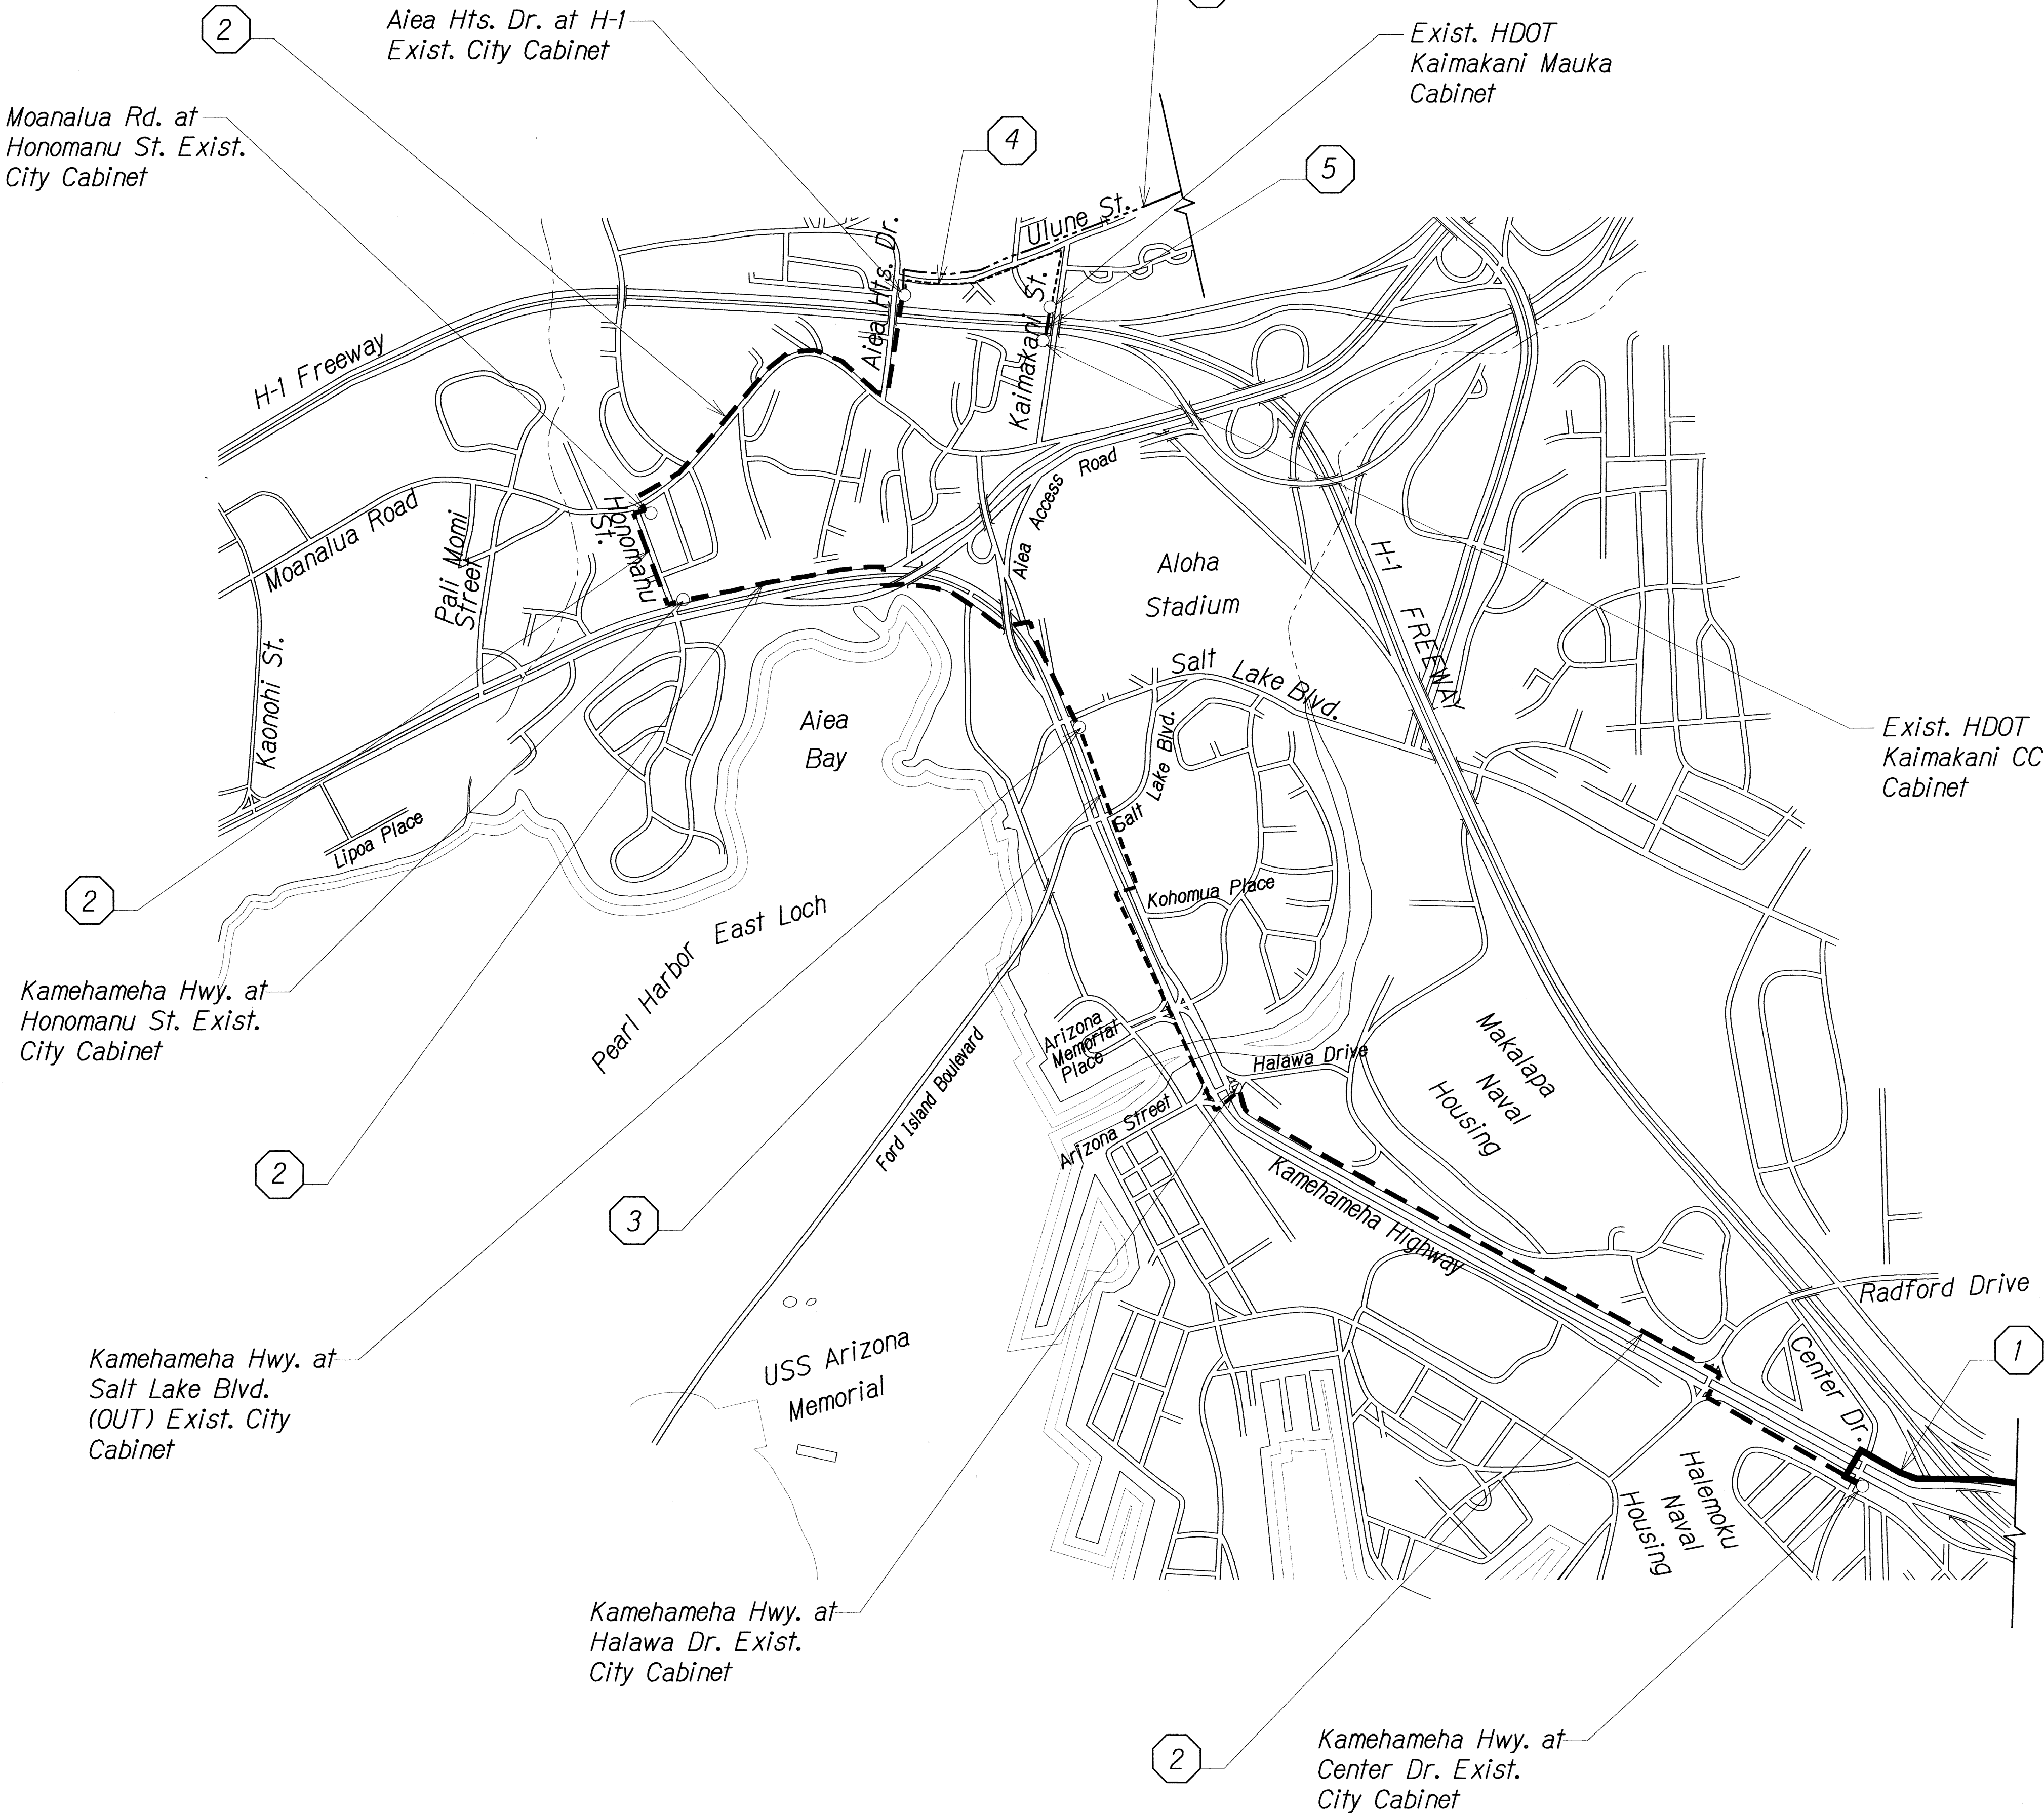 2
Aiea Hts. Dr. at H-1
Exist. City Cabinet
Exist. HDOT
Kaimakani Mauka
Cabinet
Moanalua Rd. at
Honomanu St. Exist.
City Cabinet
4
5
Ulune St.
Aiea Hts. Dr.
Kaimakani St.
H-1 Freeway
Moanalua Road
Pali Momi
Street
Honomanu
St.
Kaonohi St.
Lipoa Place
Aiea Access Road
Aloha
Stadium
H-1 FREEWAY
Salt Lake Blvd.
Salt Lake Blvd.
Aiea
Bay
Exist. HDOT
Kaimakani CC
Cabinet
2
Kohomua Place
Pearl Harbor East Loch
Kamehameha Hwy. at
Honomanu St. Exist.
City Cabinet
Arizona
Memorial
Place
Ford Island Boulevard
Halawa Drive
Makalapa
Naval
Housing
Arizona Street
2
3
Kamehameha Highway
Radford Drive
Center Dr.
1
USS Arizona
Memorial
Kamehameha Hwy. at
Salt Lake Blvd.
(OUT) Exist. City
Cabinet
Halemoku
Naval
Housing
Kamehameha Hwy. at
Halawa Dr. Exist.
City Cabinet
2
Kamehameha Hwy. at
Center Dr. Exist.
City Cabinet